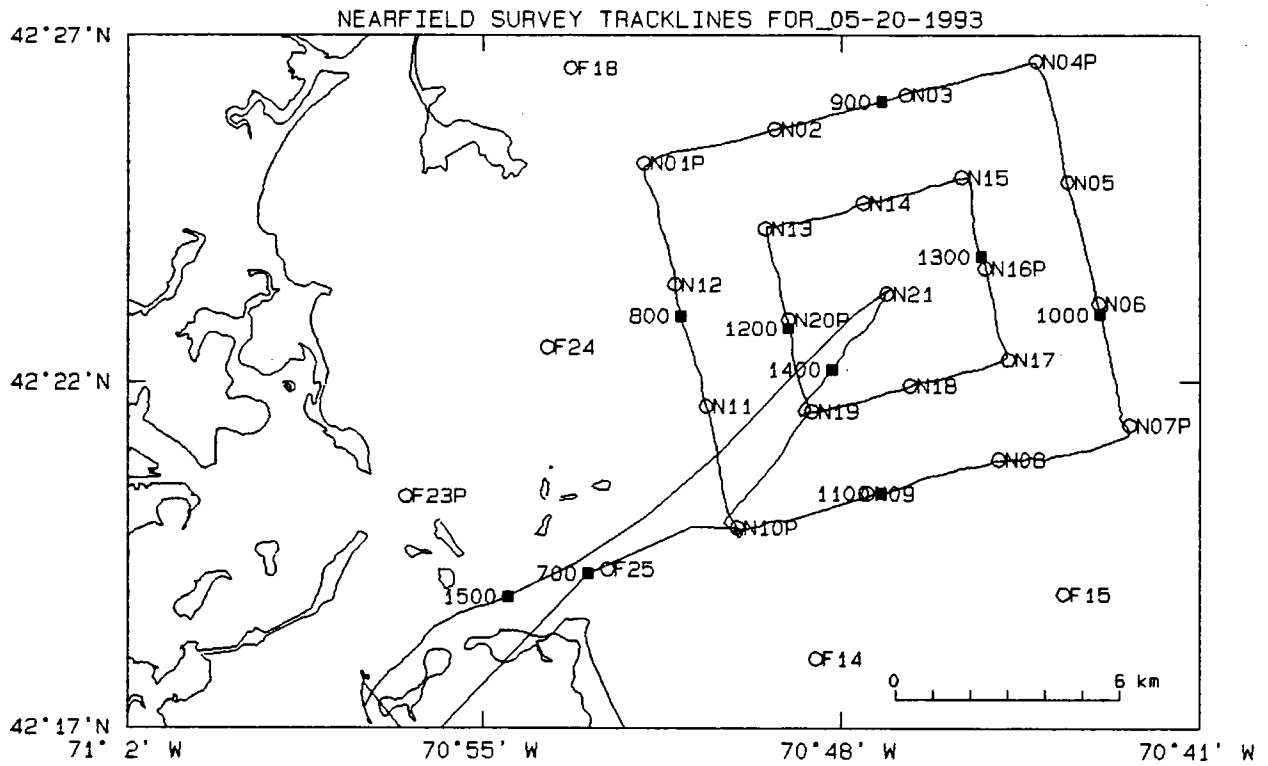 NEARFIELD SURVEY TRACKLINES FOR_05-20-1993
42°27'N
OF18
N04P
900
N03
N02
N01P
N15
N05
N14
N13
1300
N16P
N12
N21
N06
800
1200
N20P
1000
OF24
1400
N17
42°22'N
N18
N11
N19
N07P
N08
OF23P
1100
N09
N10P
700
OF25
1500
OF15
OF14
0
6 km
42°17'N
71° 2' W
70°55' W
70°48' W
70°41' W